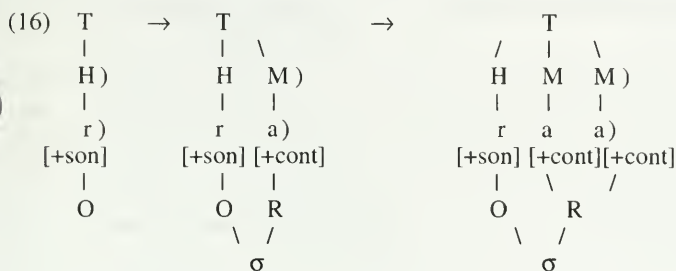 (16) T → T → T
H) H M) H M M)
r) r a) r a a)
[+son] [+son] [+cont] [+son] [+cont] [+cont]
O O R O R
σ σ